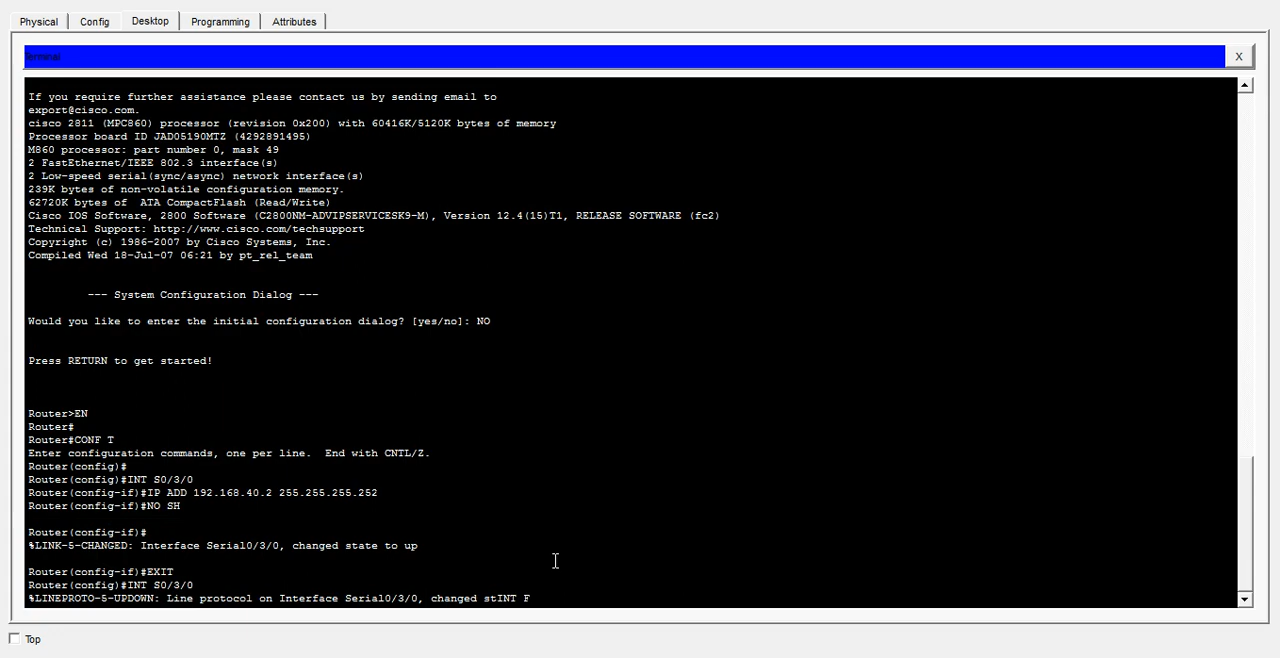 Physical
Config
Desktop
Programming
Attributes
Terminal
X
If you require further assistance please contact us by sending email to
export@cisco.com.
cisco 2811 (MPC860) processor (revision 0x200) with 60416K/5120K bytes of memory
Processor board ID JAD05190MTZ (4292891495)
M860 processor: part number 0, mask 49
2 FastEthernet/IEEE 802.3 interface(s)
2 Low-speed serial(sync/async) network interface(s)
239K bytes of non-volatile configuration memory.
62720K bytes of  ATA CompactFlash (Read/Write)
Cisco IOS Software, 2800 Software (C2800NM-ADVIPSERVICESK9-M), Version 12.4(15)T1, RELEASE SOFTWARE (fc2)
Technical Support: http://www.cisco.com/techsupport
Copyright (c) 1986-2007 by Cisco Systems, Inc.
Compiled Wed 18-Jul-07 06:21 by pt_rel_team
--- System Configuration Dialog ---
Would you like to enter the initial configuration dialog? [yes/no]: NO
Press RETURN to get started!
Router>EN
Router#
Router#CONF T
Enter configuration commands, one per line.  End with CNTL/Z.
Router(config)#
Router(config)#INT S0/3/0
Router(config-if)#IP ADD 192.168.40.2 255.255.255.252
Router(config-if)#NO SH
Router(config-if)#
%LINK-5-CHANGED: Interface Serial0/3/0, changed state to up
Router(config-if)#EXIT
Router(config)#INT S0/3/0
%LINEPROTO-5-UPDOWN: Line protocol on Interface Serial0/3/0, changed stINT F
Top